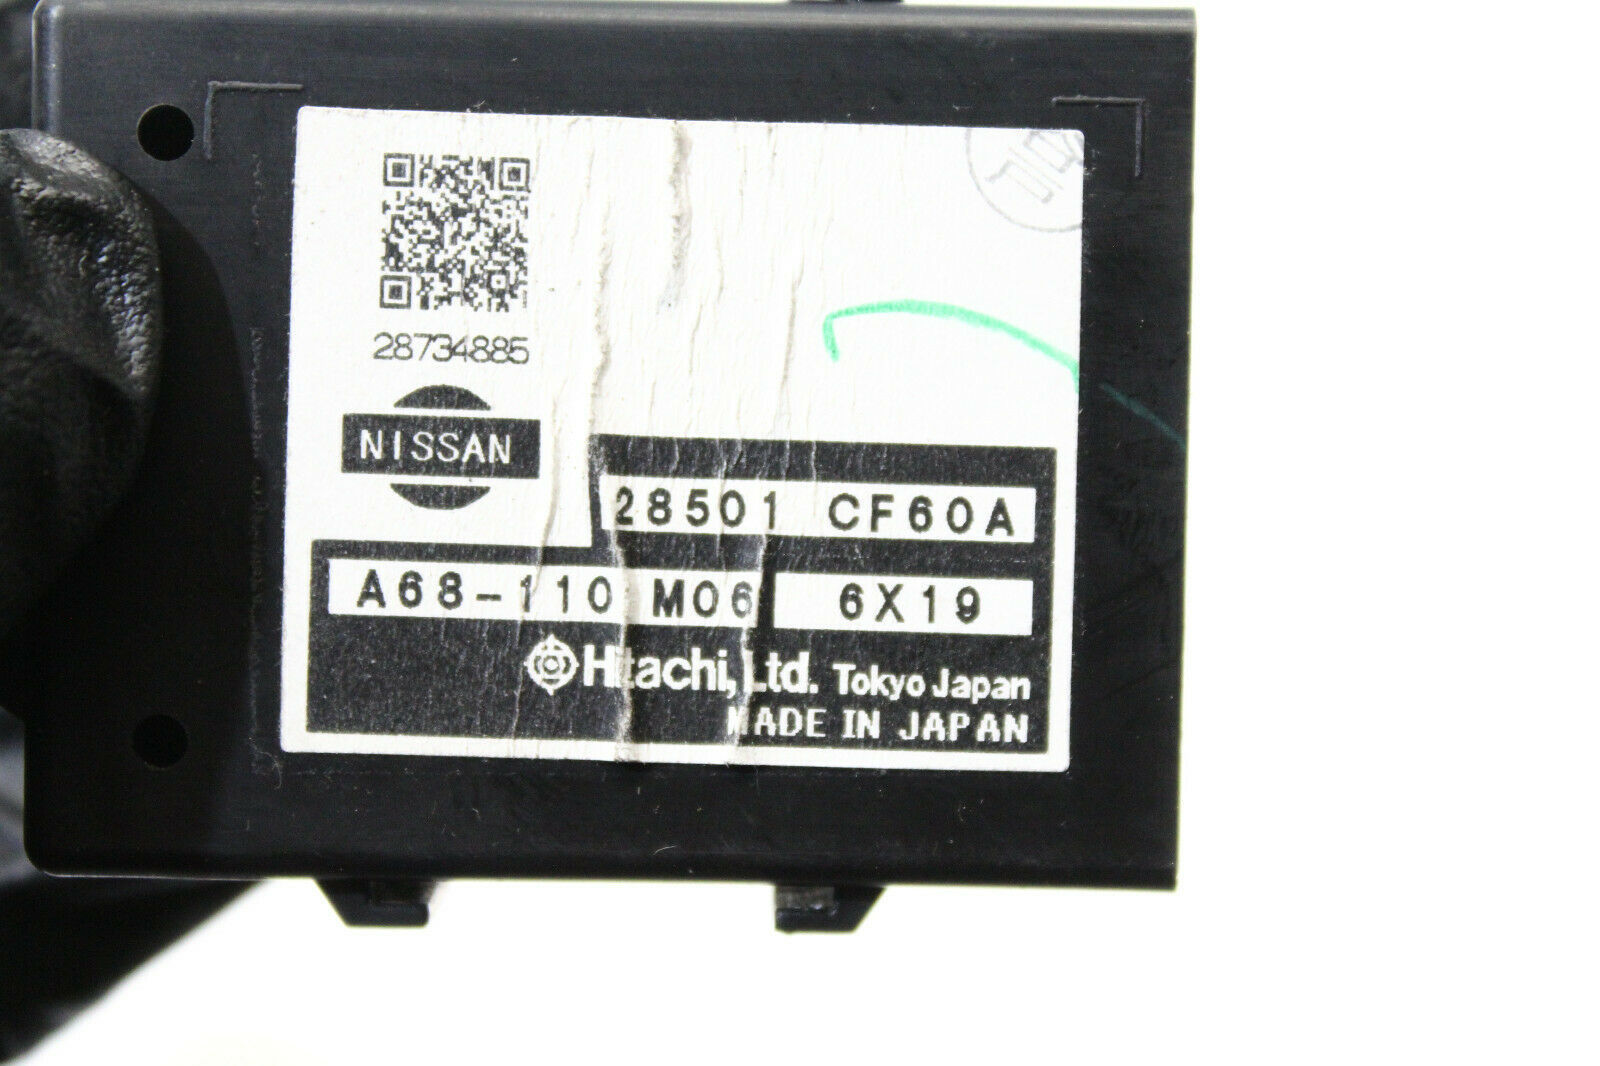 28734885
NISSAN
28501 CF60A
A68-110 M06 6X19
Hitachi, Ltd. Tokyo Japan
MADE IN JAPAN